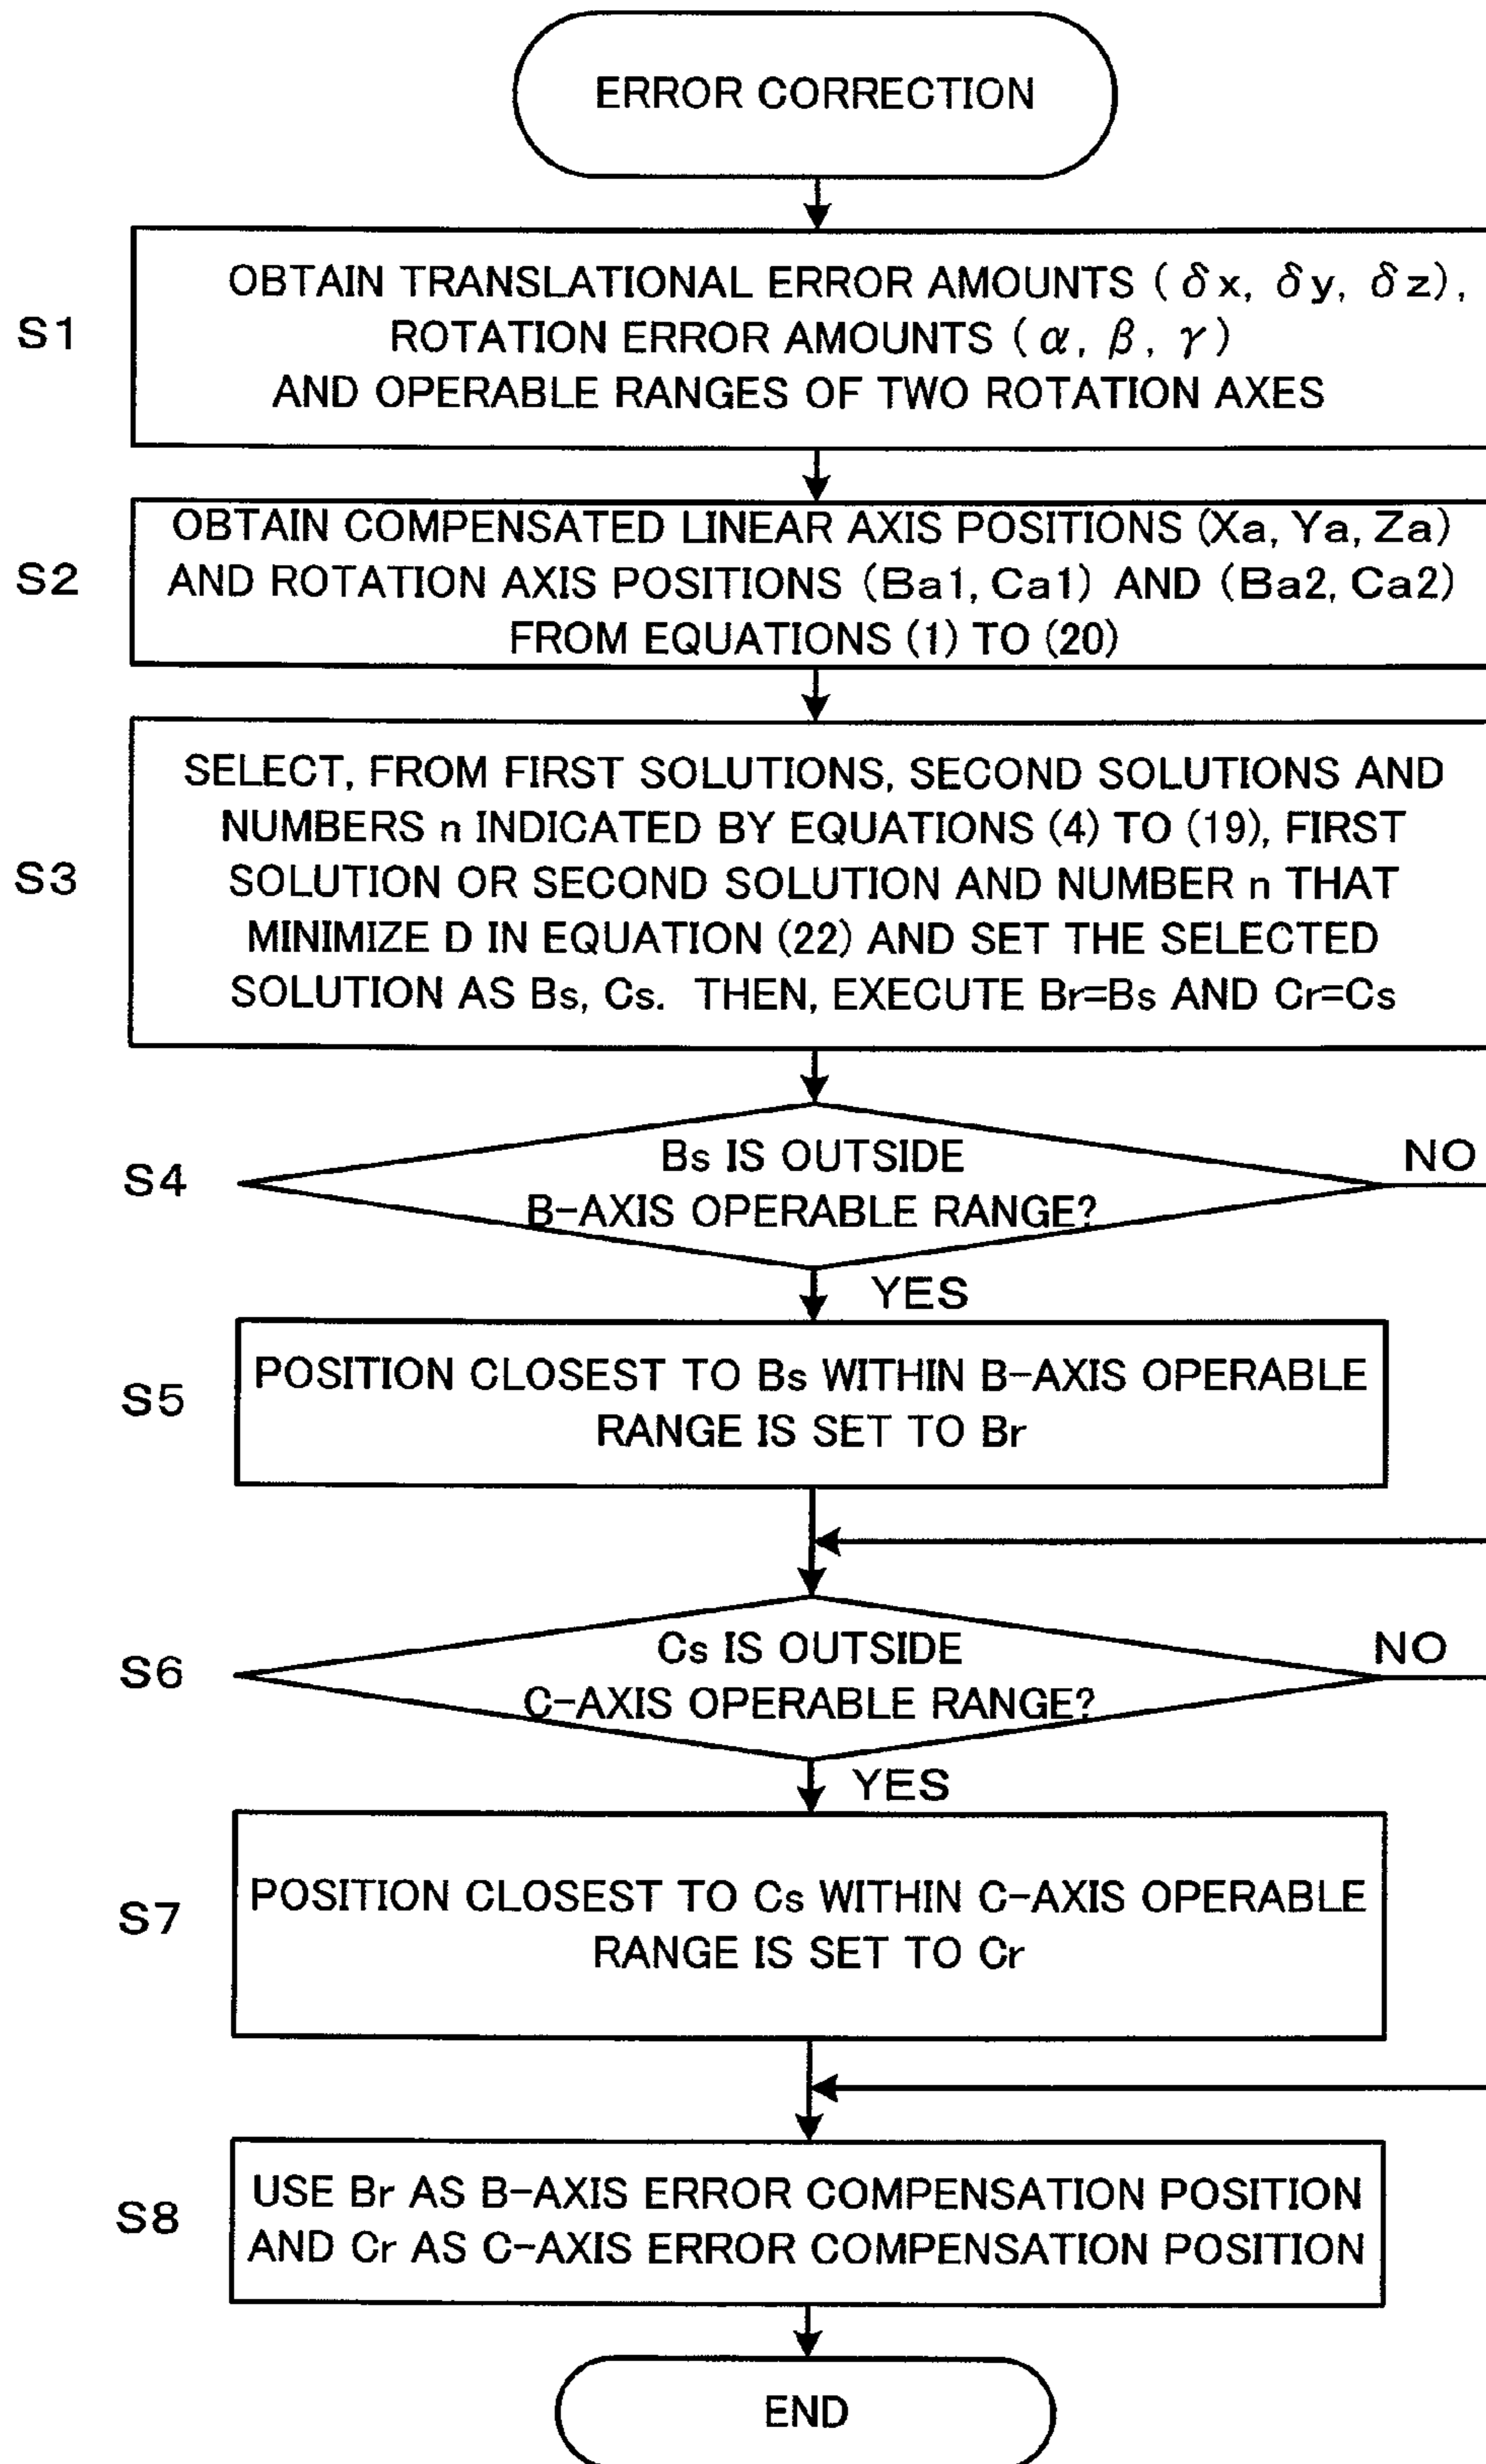 ERROR CORRECTION
S1
OBTAIN TRANSLATIONAL ERROR AMOUNTS (δx, δy, δz),
ROTATION ERROR AMOUNTS (α, β, γ)
AND OPERABLE RANGES OF TWO ROTATION AXES
S2
OBTAIN COMPENSATED LINEAR AXIS POSITIONS (Xa, Ya, Za)
AND ROTATION AXIS POSITIONS (Ba1, Ca1) AND (Ba2, Ca2)
FROM EQUATIONS (1) TO (20)
S3
SELECT, FROM FIRST SOLUTIONS, SECOND SOLUTIONS AND
NUMBERS n INDICATED BY EQUATIONS (4) TO (19), FIRST
SOLUTION OR SECOND SOLUTION AND NUMBER n THAT
MINIMIZE D IN EQUATION (22) AND SET THE SELECTED
SOLUTION AS Bs, Cs. THEN, EXECUTE Br=Bs AND Cr=Cs
S4
Bs IS OUTSIDE
B-AXIS OPERABLE RANGE?
NO
YES
S5
POSITION CLOSEST TO Bs WITHIN B-AXIS OPERABLE
RANGE IS SET TO Br
S6
Cs IS OUTSIDE
C-AXIS OPERABLE RANGE?
NO
YES
S7
POSITION CLOSEST TO Cs WITHIN C-AXIS OPERABLE
RANGE IS SET TO Cr
S8
USE Br AS B-AXIS ERROR COMPENSATION POSITION
AND Cr AS C-AXIS ERROR COMPENSATION POSITION
END